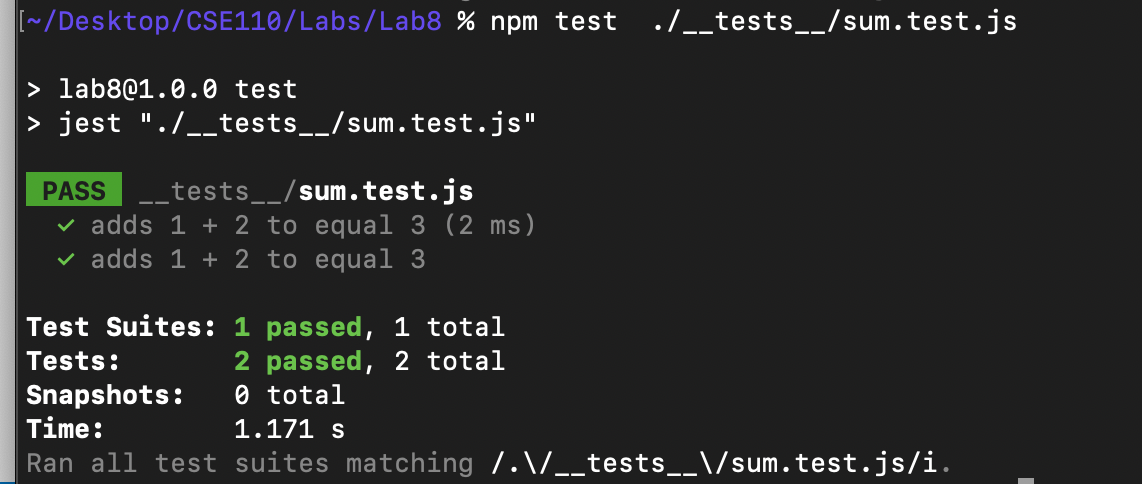 [~/Desktop/CSE110/Labs/Lab8 % npm test  ./__tests__/sum.test.js
> lab8@1.0.0 test
> jest "./__tests__/sum.test.js"
PASS __tests__/sum.test.js
✓ adds 1 + 2 to equal 3 (2 ms)
✓ adds 1 + 2 to equal 3
Test Suites: 1 passed, 1 total
Tests: 2 passed, 2 total
Snapshots: 0 total
Time: 1.171 s
Ran all test suites matching /.\/__tests__\/sum.test.js/i.